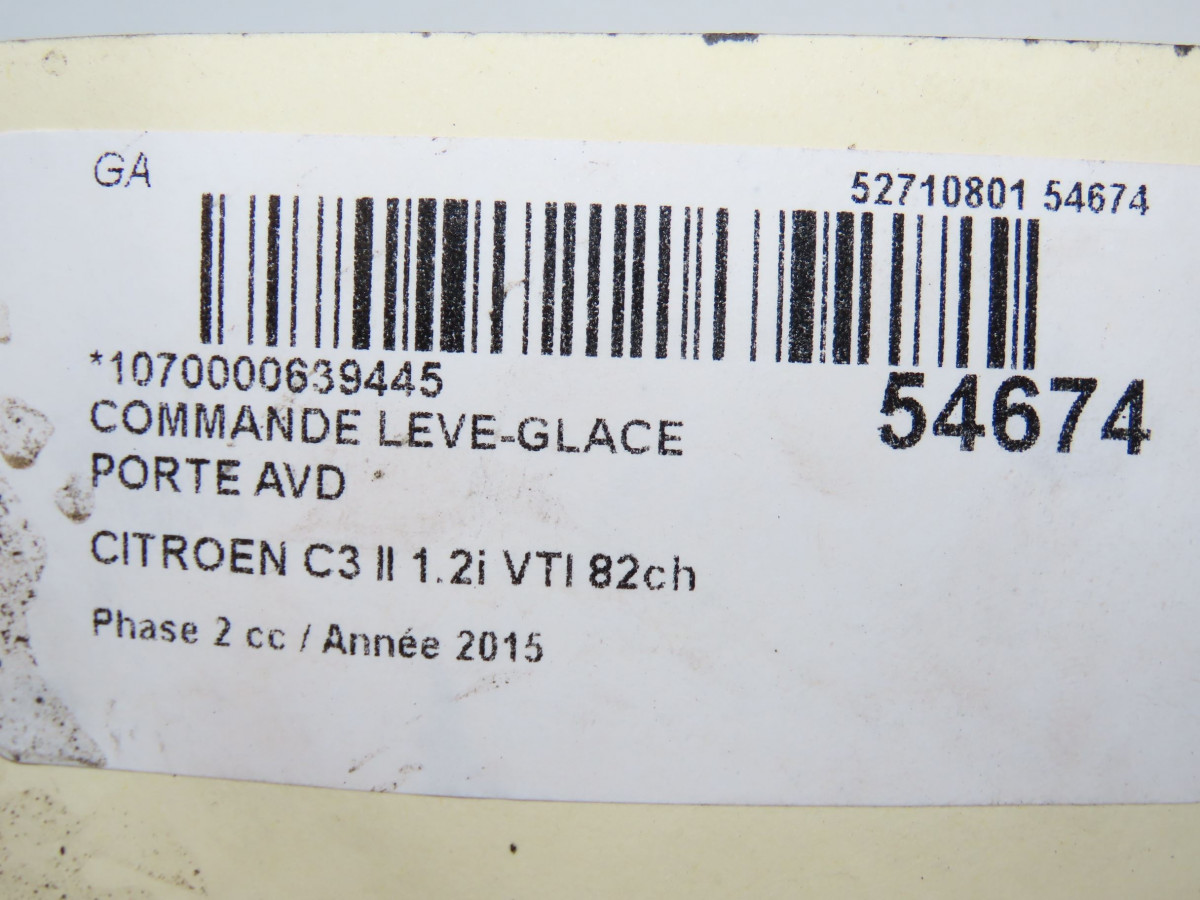 GA
52710801 54674
*1070000639445
54674
COMMANDE LEVE-GLACE
PORTE AVD
CITROEN C3 II 1.2i VTI 82ch
Phase 2 cc / Année 2015